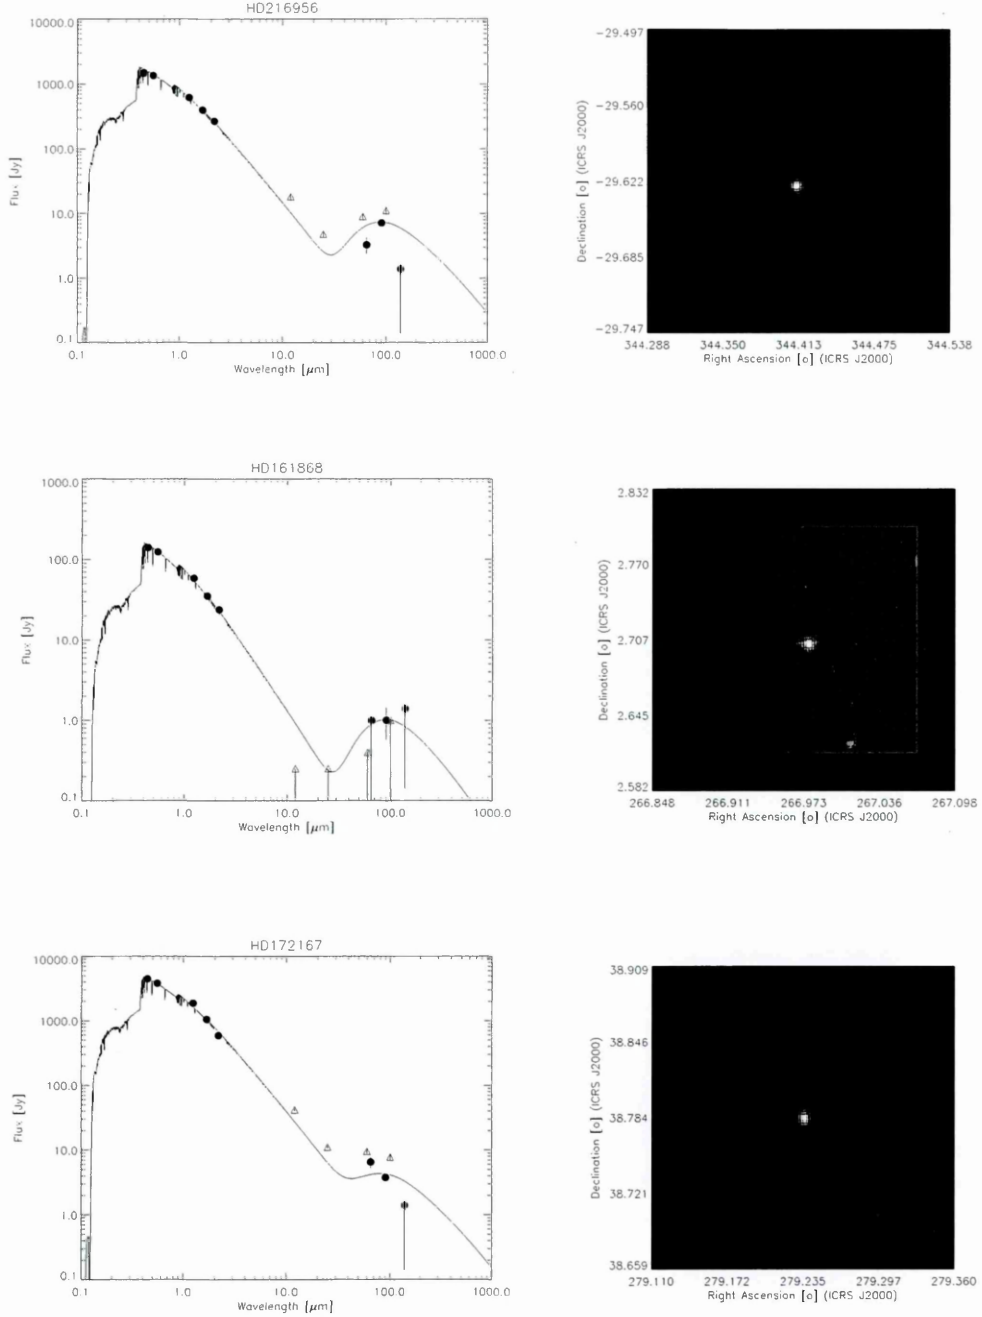 HD216956
10000.0
1000.0
100.0
10.0
1.0
0.1
Flux [Jy]
0.1 1.0 10.0 100.0 1000.0
Wavelength [μm]
−29.497
−29.560
−29.622
−29.685
−29.747
Declination [o] (ICRS J2000)
344.288 344.350 344.413 344.475 344.538
Right Ascension [o] (ICRS J2000)
HD161868
1000.0
100.0
10.0
1.0
0.1
Flux [Jy]
0.1 1.0 10.0 100.0 1000.0
Wavelength [μm]
2.832
2.770
2.707
2.645
2.582
Declination [o] (ICRS J2000)
266.848 266.911 266.973 267.036 267.098
Right Ascension [o] (ICRS J2000)
HD172167
10000.0
1000.0
100.0
10.0
1.0
0.1
Flux [Jy]
0.1 1.0 10.0 100.0 1000.0
Wavelength [μm]
38.909
38.846
38.784
38.721
38.659
Declination [o] (ICRS J2000)
279.110 279.172 279.235 279.297 279.360
Right Ascension [o] (ICRS J2000)